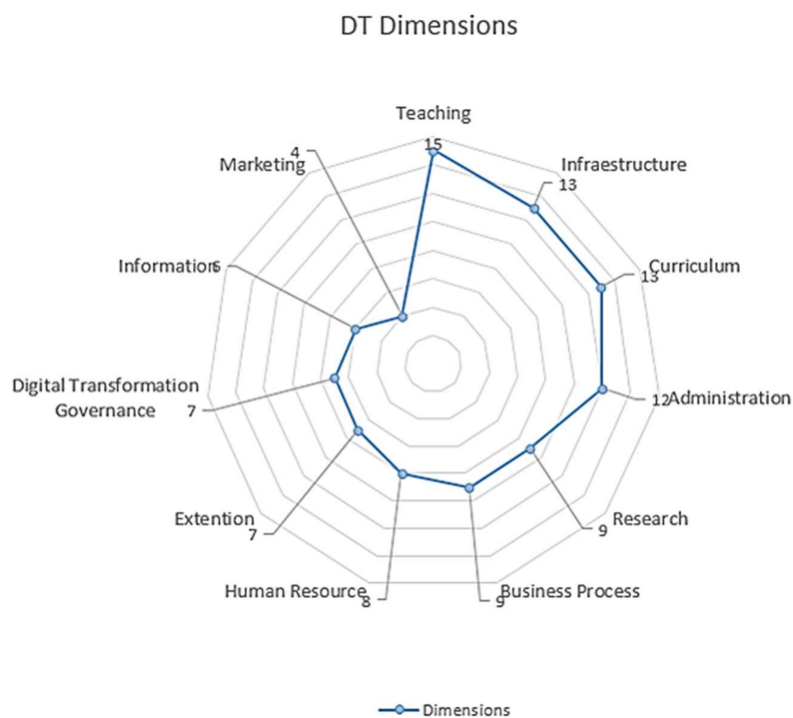 DT Dimensions
Teaching
15
Infraestructure
13
Curriculum
13
Administration
12
Research
9
Business Process
9
Human Resource
8
Extention
7
Digital Transformation
Governance
7
Information
6
Marketing
4
Dimensions